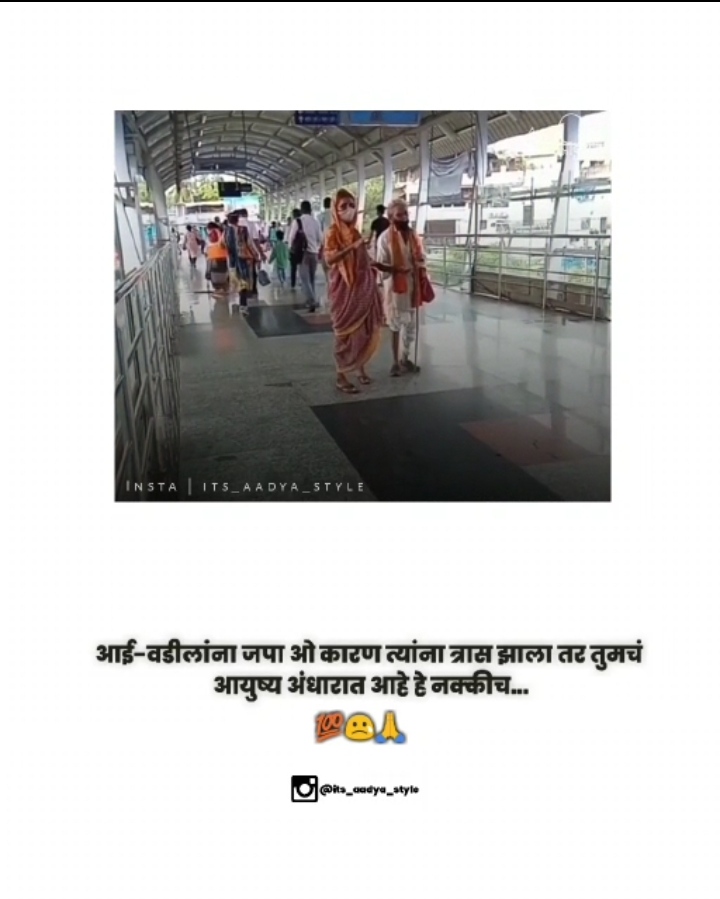 INSTA | ITS_AADYA_STYLE
आई-वडीलांना जपा ओ कारण त्यांना त्रास झाला तर तुमचं
आयुष्य अंधारात आहे हे नक्कीच...
💯🙁🙏
@its_aadya_style